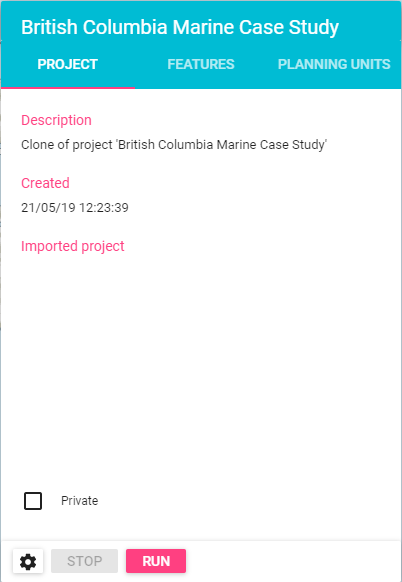 British Columbia Marine Case Study
PROJECT FEATURES PLANNING UNITS
Description
Clone of project 'British Columbia Marine Case Study'
Created
21/05/19 12:23:39
Imported project
Private
STOP RUN